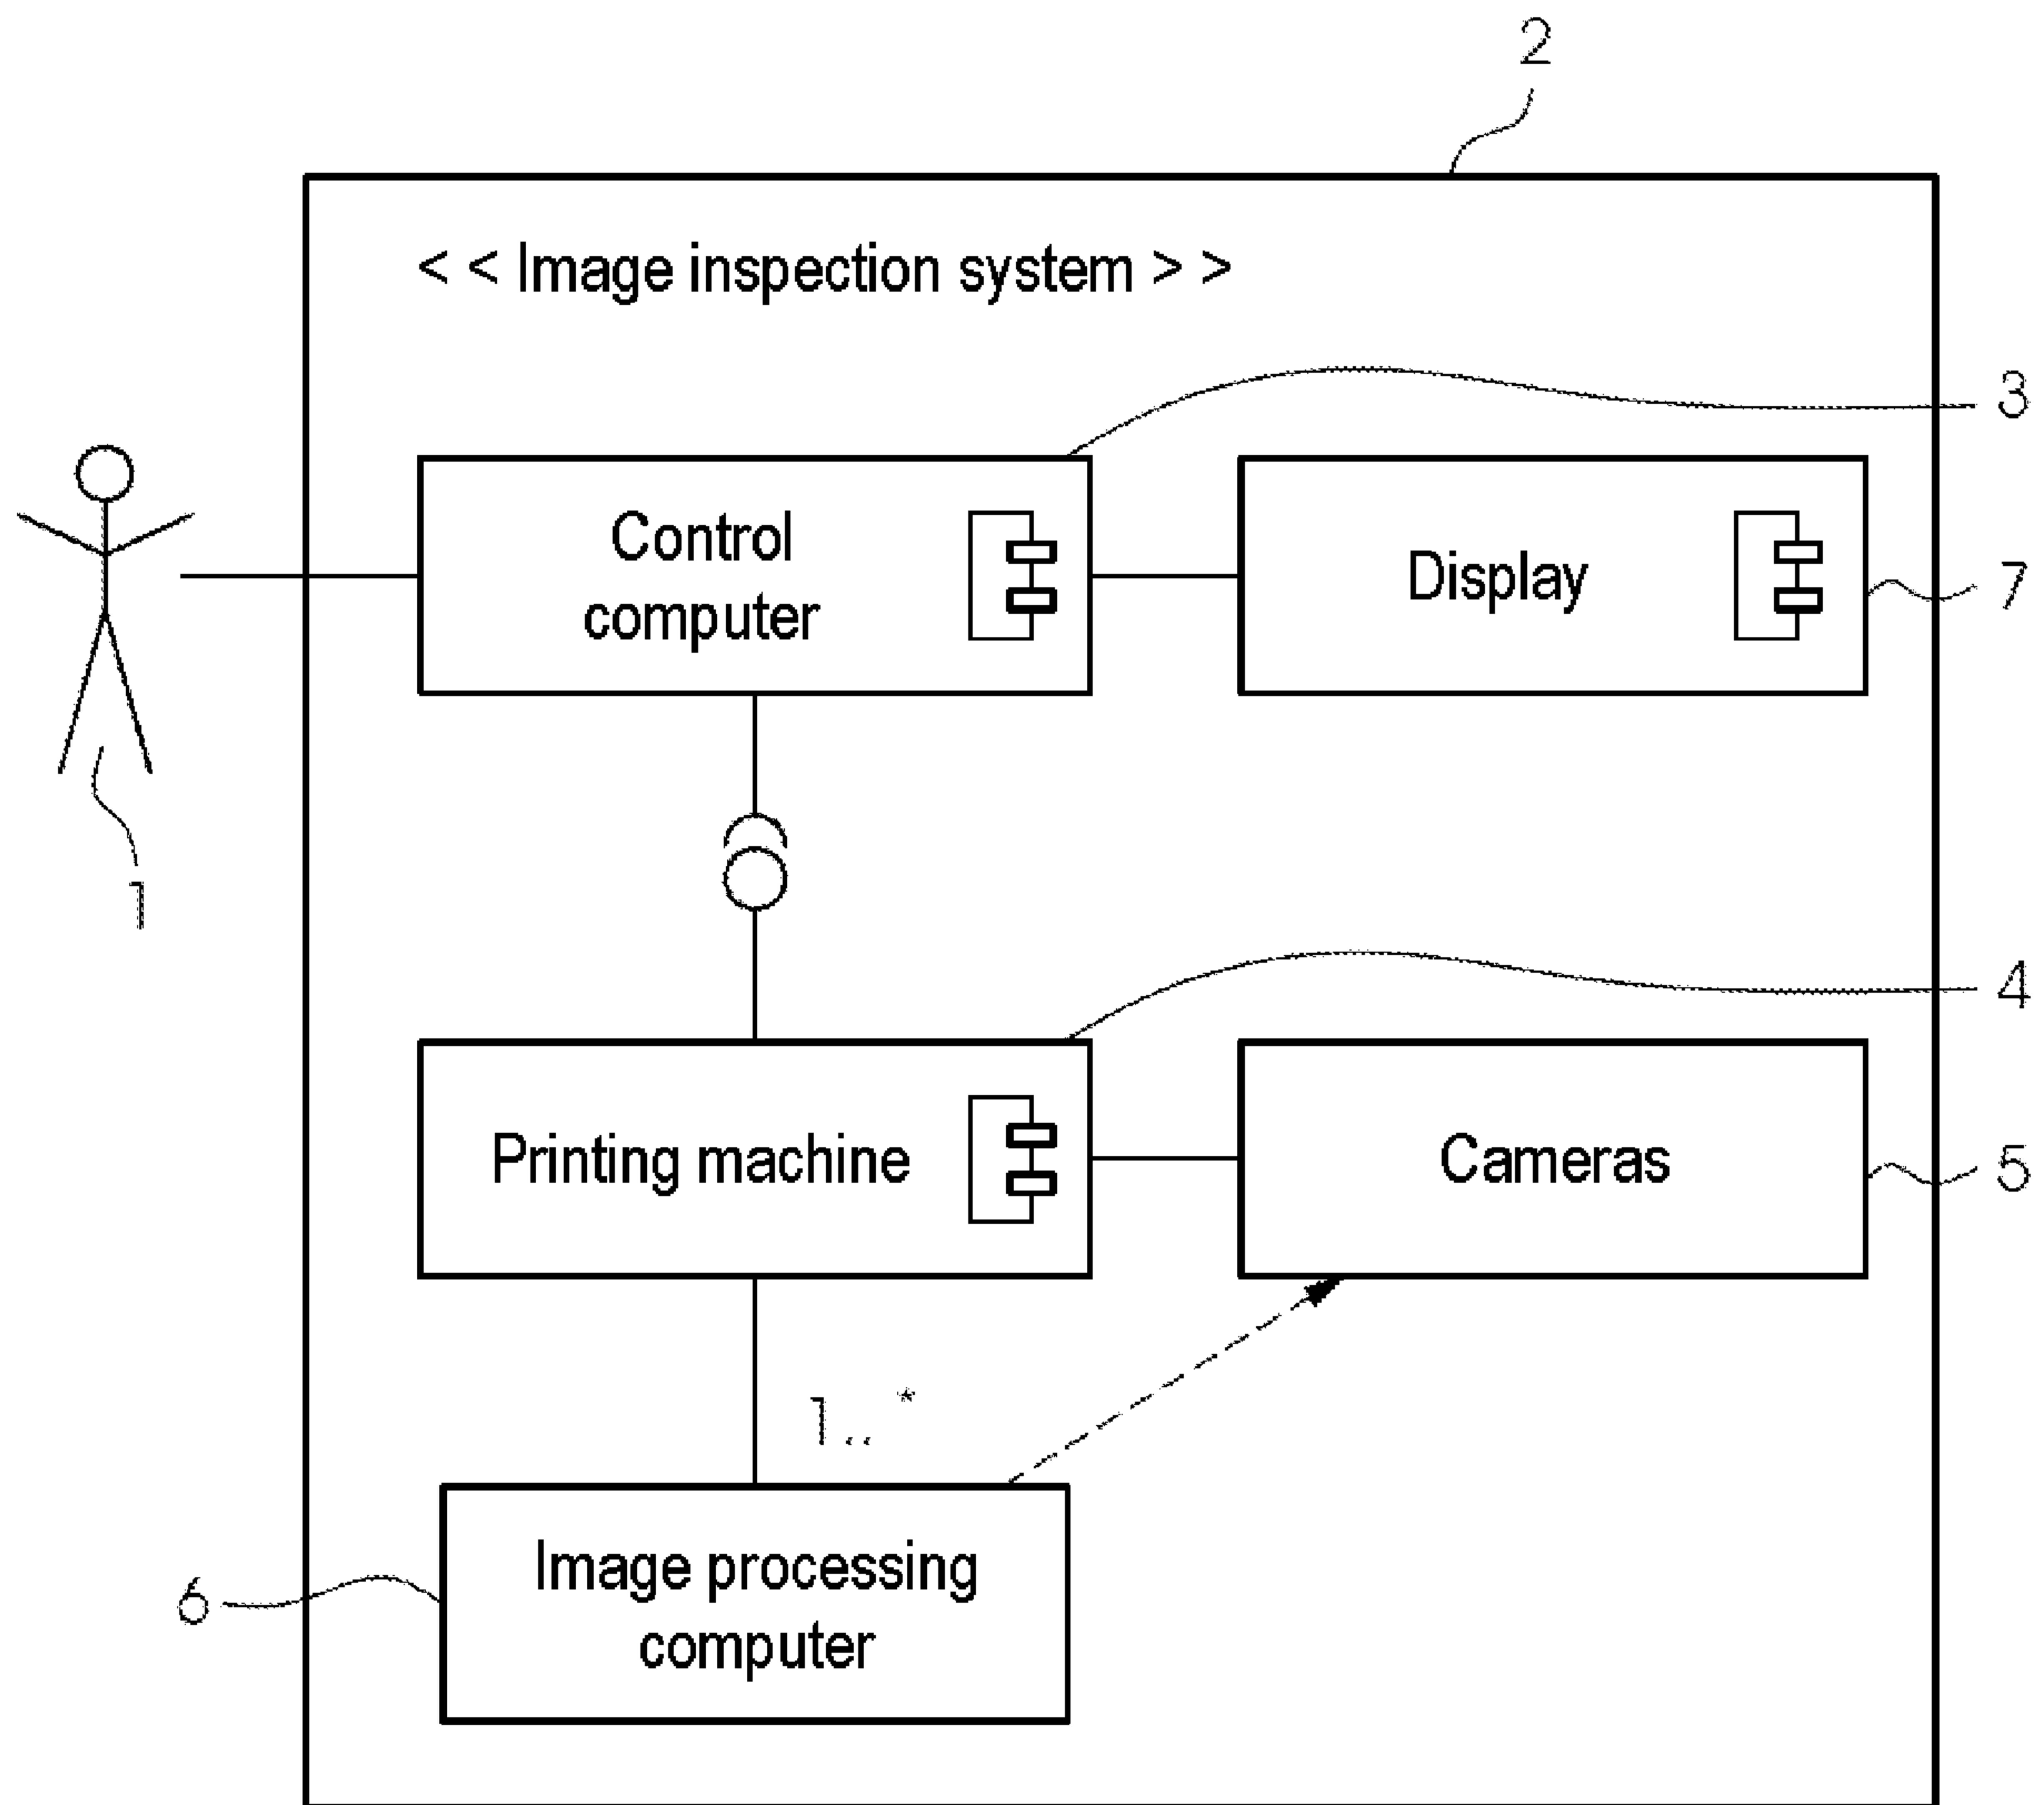 2
< < Image inspection system > >
3
Control
computer
Display
7
1
4
Printing machine
Cameras
5
1..*
Image processing
computer
6